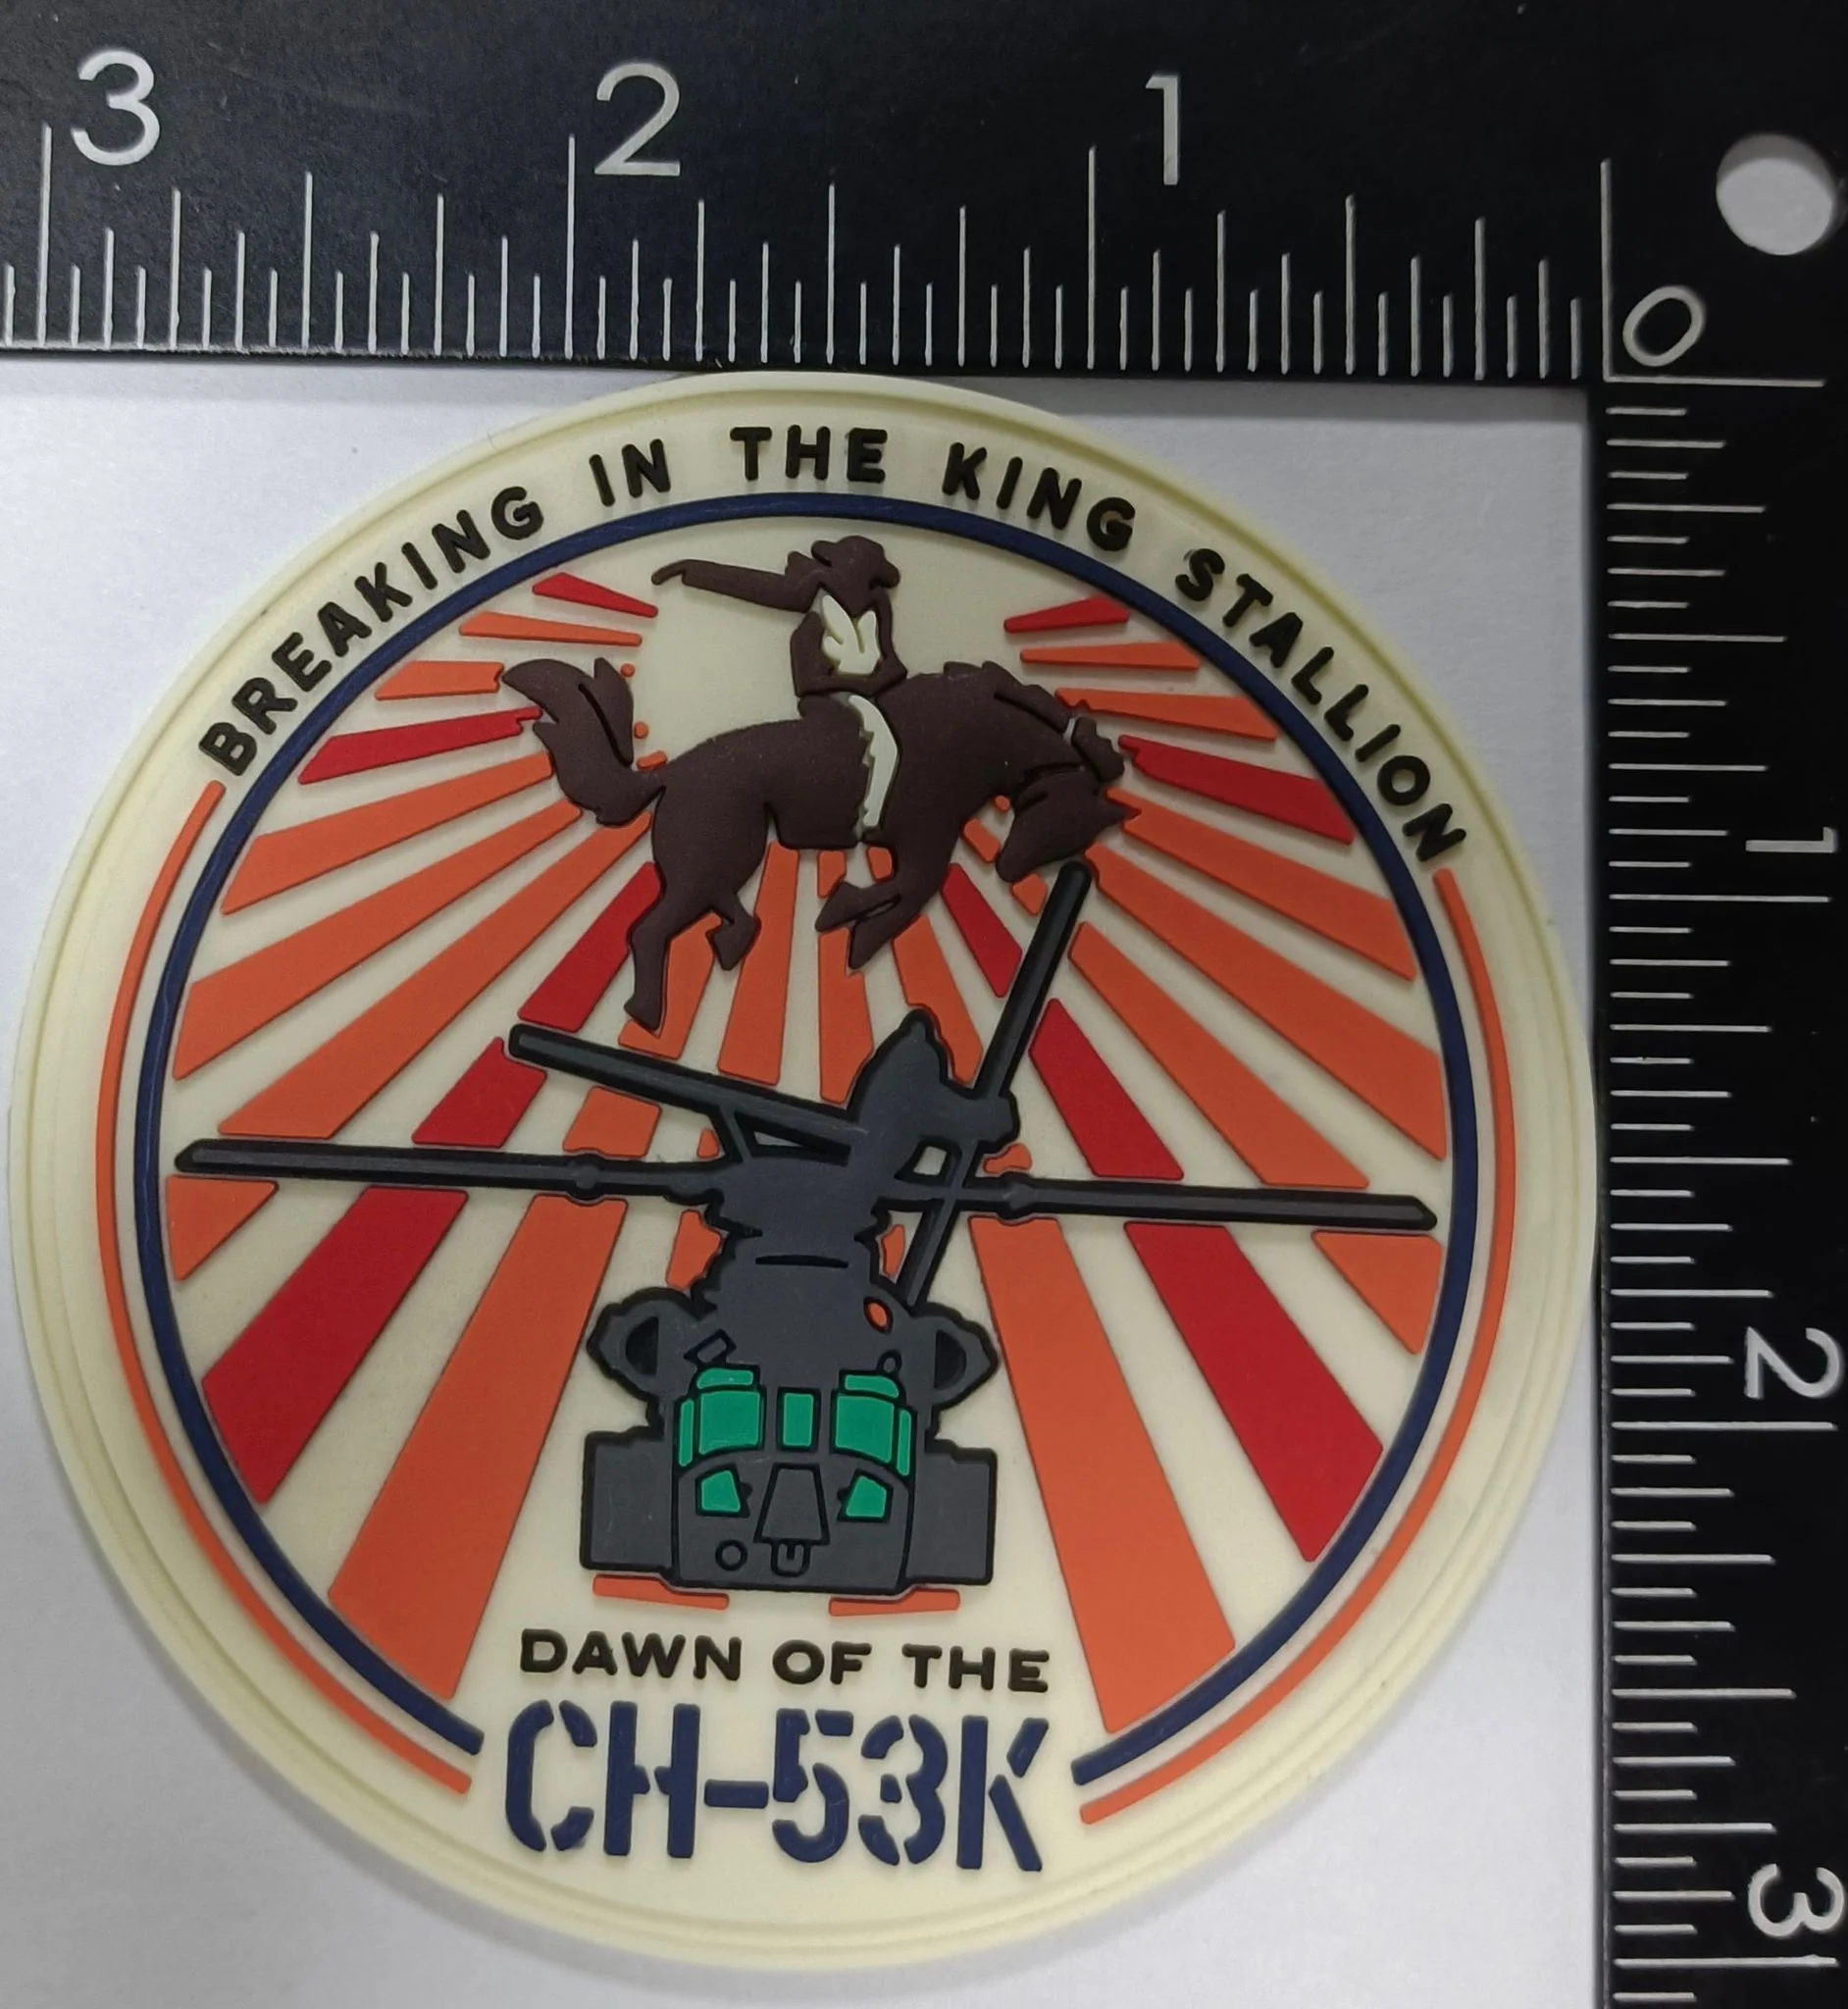 3 2 1 0
BREAKING IN THE KING STALLION
1
2
3
DAWN OF THE
CH-53K